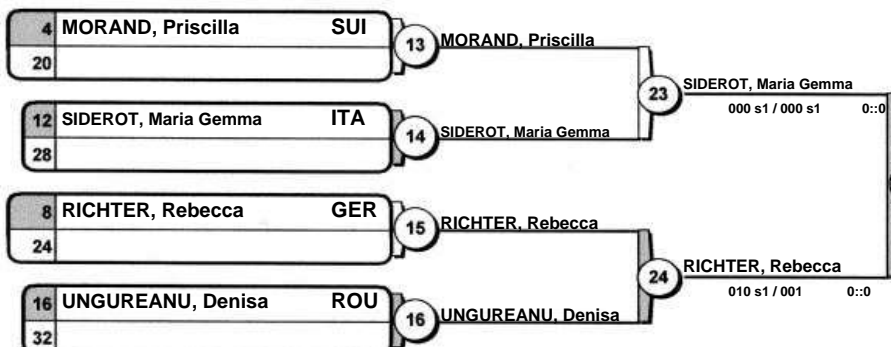 4 MORAND, Priscilla SUI
20
13 MORAND, Priscilla
12 SIDEROT, Maria Gemma ITA
28
14 SIDEROT, Maria Gemma
23 SIDEROT, Maria Gemma
000 s1 / 000 s1 0::0
8 RICHTER, Rebecca GER
24
15 RICHTER, Rebecca
16 UNGUREANU, Denisa ROU
32
16 UNGUREANU, Denisa
24 RICHTER, Rebecca
010 s1 / 001 0::0